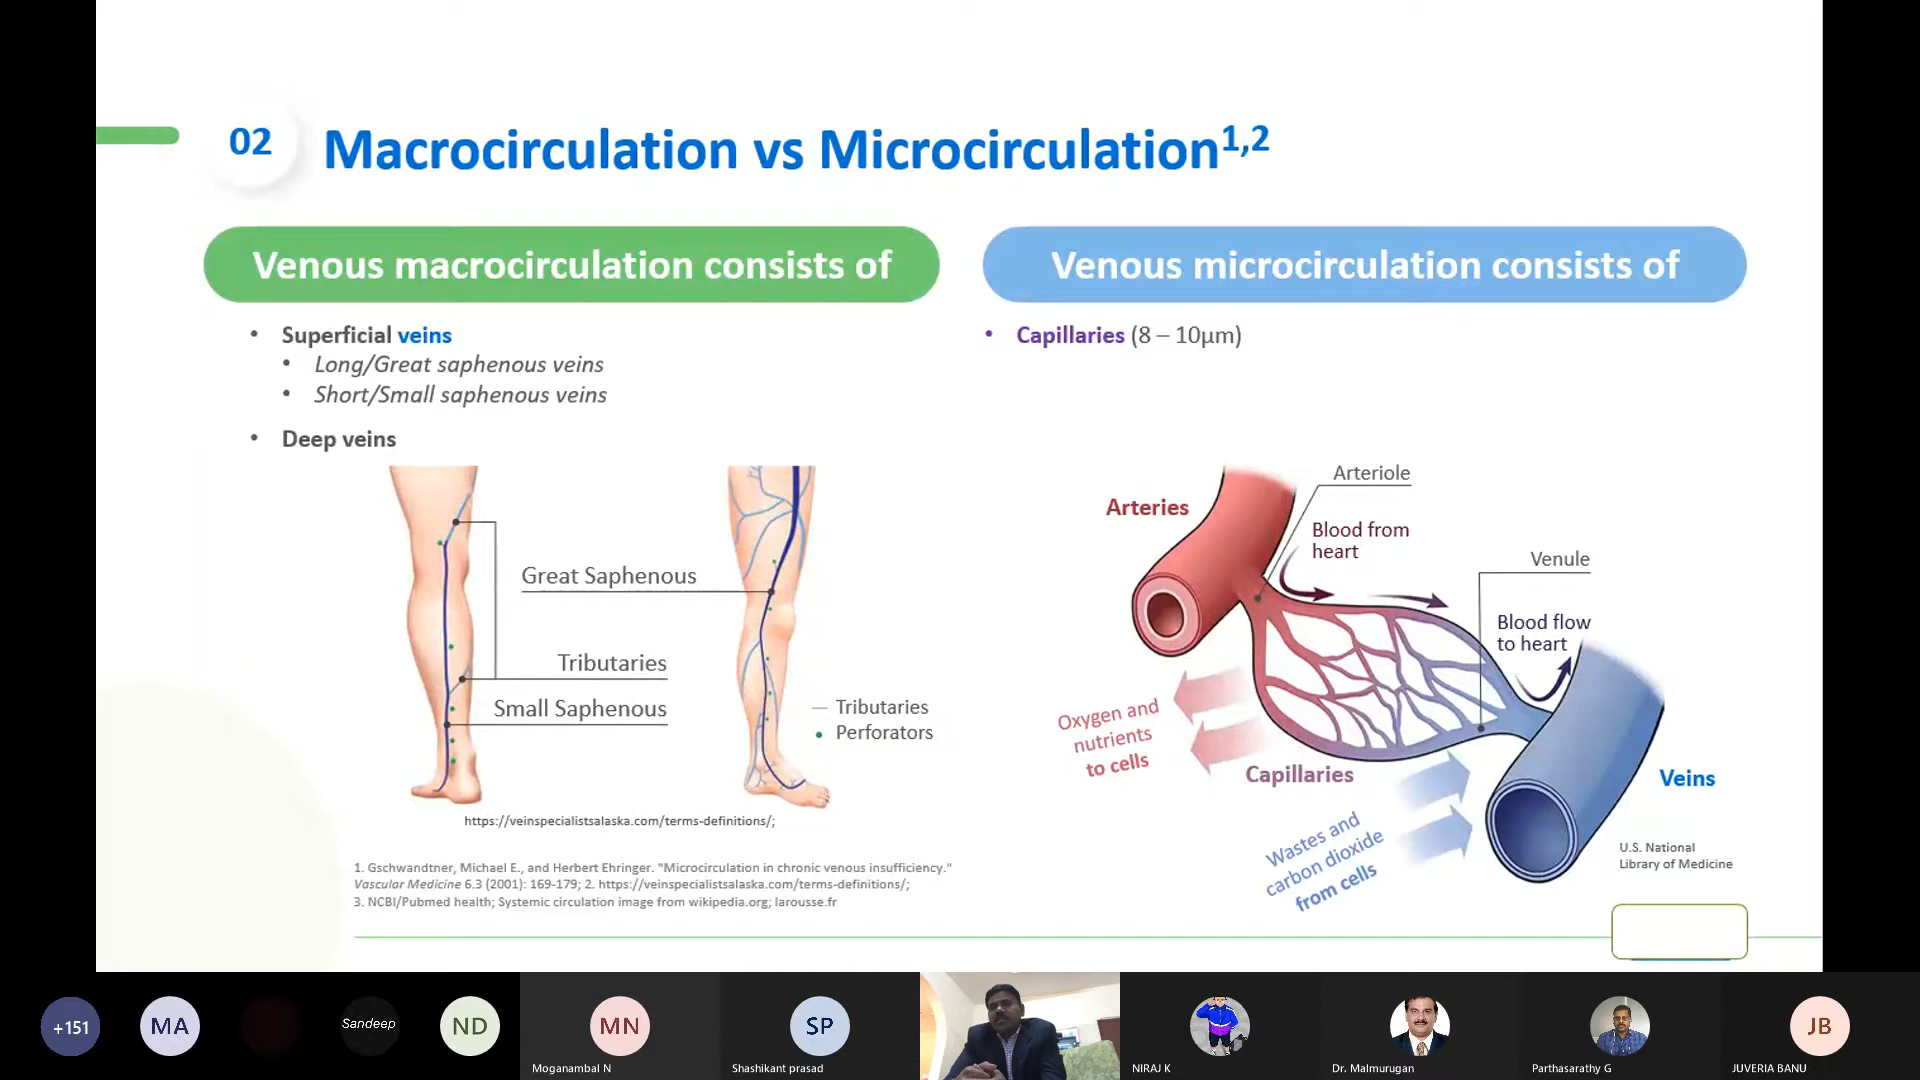 02
Macrocirculation vs Microcirculation1,2
Venous macrocirculation consists of
• Superficial veins
• Long/Great saphenous veins
• Short/Small saphenous veins
• Deep veins
Great Saphenous
Tributaries
Small Saphenous
Tributaries
Perforators
https://veinspecialistsalaska.com/terms-definitions/;
Venous microcirculation consists of
• Capillaries (8 – 10µm)
Arteriole
Arteries
Blood from
heart
Venule
Blood flow
to heart
Oxygen and
nutrients
to cells
Capillaries
Veins
Wastes and
carbon dioxide
from cells
U.S. National
Library of Medicine
1. Gschwandtner, Michael E., and Herbert Ehringer. "Microcirculation in chronic venous insufficiency."
Vascular Medicine 6.3 (2001): 169-179; 2. https://veinspecialistsalaska.com/terms-definitions/;
3. NCBI/Pubmed health; Systemic circulation image from wikipedia.org; larousse.fr
+151
MA
Sandeep
ND
MN
Moganambal N
SP
Shashikant prasad
NIRAJ K
Dr. Malmurugan
Parthasarathy G
JB
JUVERIA BANU